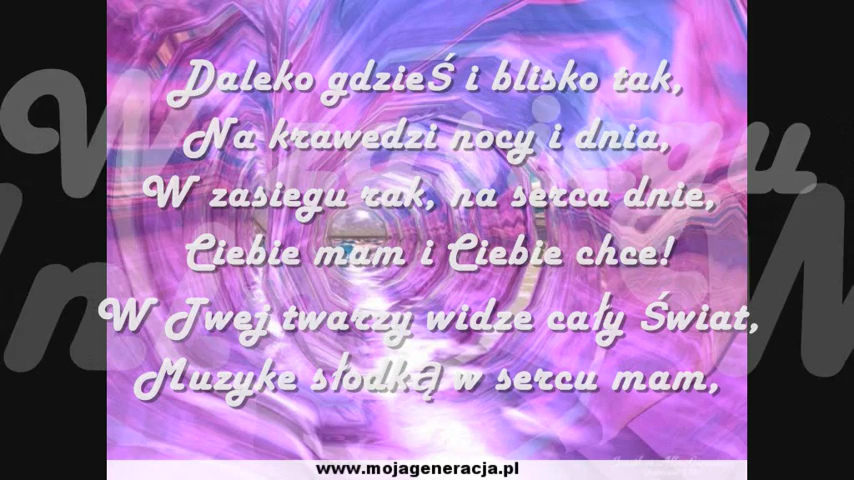 Daleko gdzieŚ i blisko tak,
Na krawedzi nocy i dnia,
W zasiegu rak, na serca dnie,
Ciebie mam i Ciebie chce!
W Twej twarzy widze cały Świat,
Muzyke słodkĄ w sercu mam,
www.mojageneracja.pl